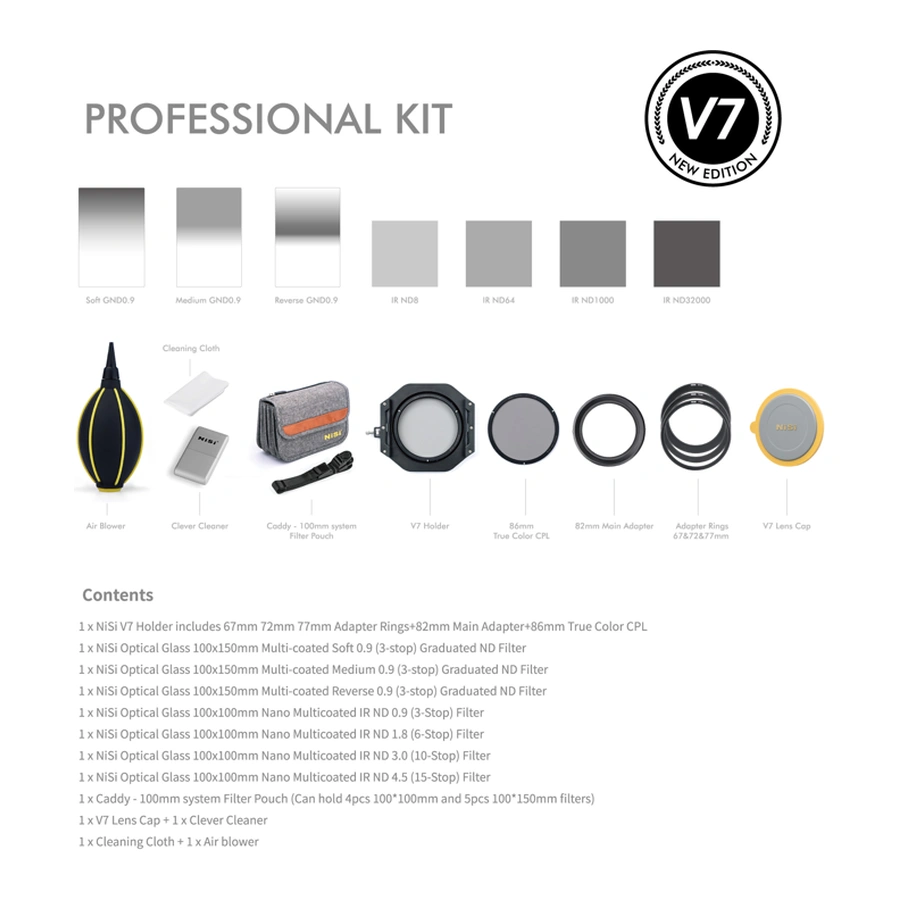 PROFESSIONAL KIT
V7
NEW EDITION
Soft GND0.9
Medium GND0.9
Reverse GND0.9
IR ND8
IR ND64
IR ND1000
IR ND32000
Cleaning Cloth
NiSi
NiSi
NiSi
Air Blower
Clever Cleaner
Caddy - 100mm system
Filter Pouch
V7 Holder
86mm
True Color CPL
82mm Main Adapter
Adapter Rings
67&72&77mm
V7 Lens Cap
Contents
1 x NiSi V7 Holder includes 67mm 72mm 77mm Adapter Rings+82mm Main Adapter+86mm True Color CPL
1 x NiSi Optical Glass 100x150mm Multi-coated Soft 0.9 (3-stop) Graduated ND Filter
1 x NiSi Optical Glass 100x150mm Multi-coated Medium 0.9 (3-stop) Graduated ND Filter
1 x NiSi Optical Glass 100x150mm Multi-coated Reverse 0.9 (3-stop) Graduated ND Filter
1 x NiSi Optical Glass 100x100mm Nano Multicoated IR ND 0.9 (3-Stop) Filter
1 x NiSi Optical Glass 100x100mm Nano Multicoated IR ND 1.8 (6-Stop) Filter
1 x NiSi Optical Glass 100x100mm Nano Multicoated IR ND 3.0 (10-Stop) Filter
1 x NiSi Optical Glass 100x100mm Nano Multicoated IR ND 4.5 (15-Stop) Filter
1 x Caddy - 100mm system Filter Pouch (Can hold 4pcs 100*100mm and 5pcs 100*150mm filters)
1 x V7 Lens Cap + 1 x Clever Cleaner
1 x Cleaning Cloth + 1 x Air blower